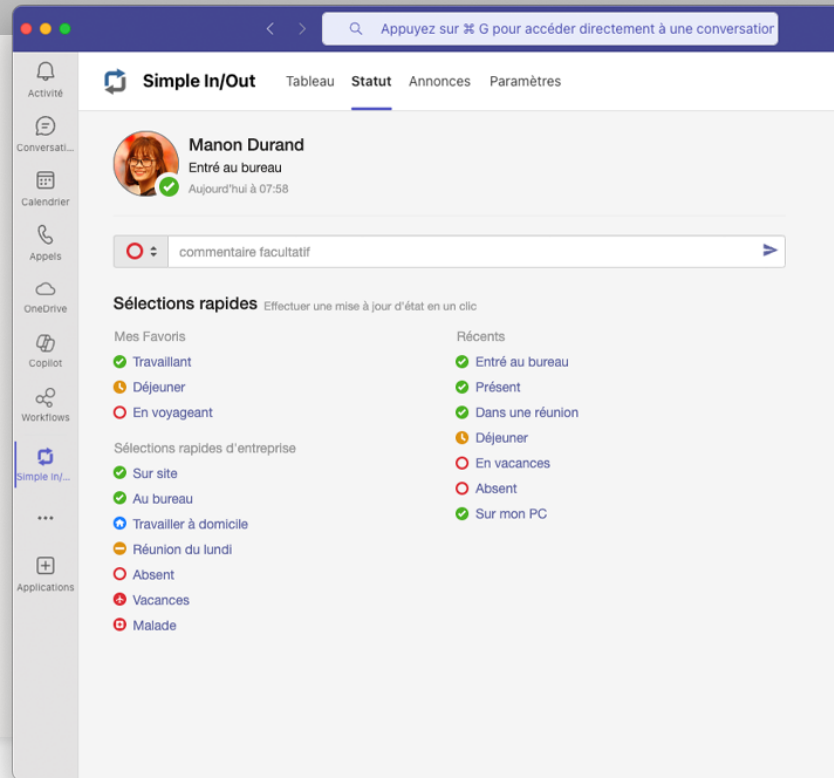 Appuyez sur ⌘ G pour accéder directement à une conversation
Activité
Conversati...
Calendrier
Appels
OneDrive
Copilot
Workflows
Simple In/...
Applications
Simple In/Out
Tableau Statut Annonces Paramètres
Manon Durand
Entré au bureau
Aujourd'hui à 07:58
commentaire facultatif
Sélections rapides Effectuer une mise à jour d'état en un clic
Mes Favoris
Travaillant
Déjeuner
En voyageant
Sélections rapides d'entreprise
Sur site
Au bureau
Travailler à domicile
Réunion du lundi
Absent
Vacances
Malade
Récents
Entré au bureau
Présent
Dans une réunion
Déjeuner
En vacances
Absent
Sur mon PC